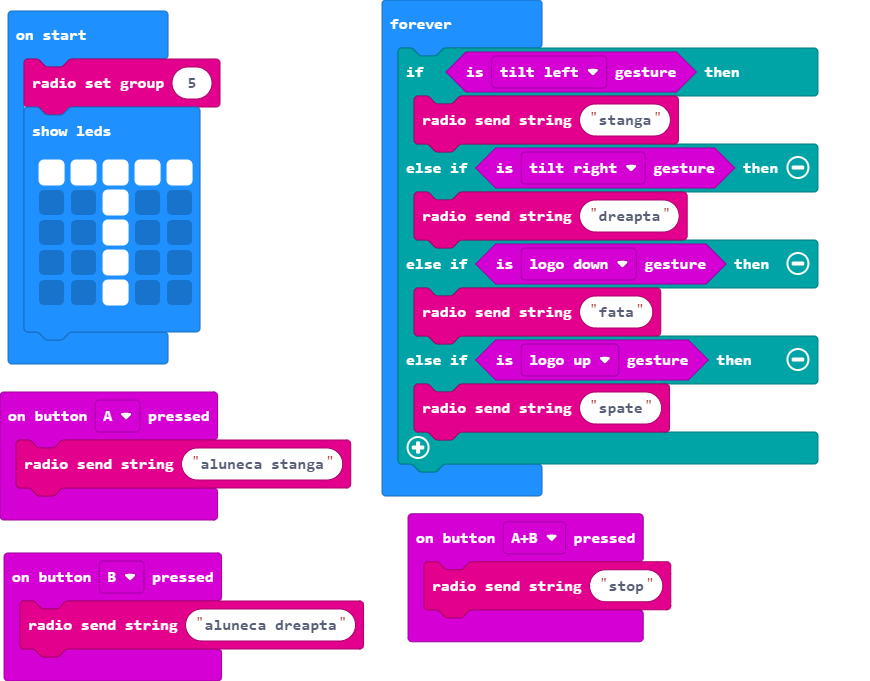 on start
radio set group 5
show leds
on button A pressed
radio send string "aluneca stanga"
on button B pressed
radio send string "aluneca dreapta"
forever
if is tilt left gesture then
radio send string "stanga"
else if is tilt right gesture then
radio send string "dreapta"
else if is logo down gesture then
radio send string "fata"
else if is logo up gesture then
radio send string "spate"
on button A+B pressed
radio send string "stop"